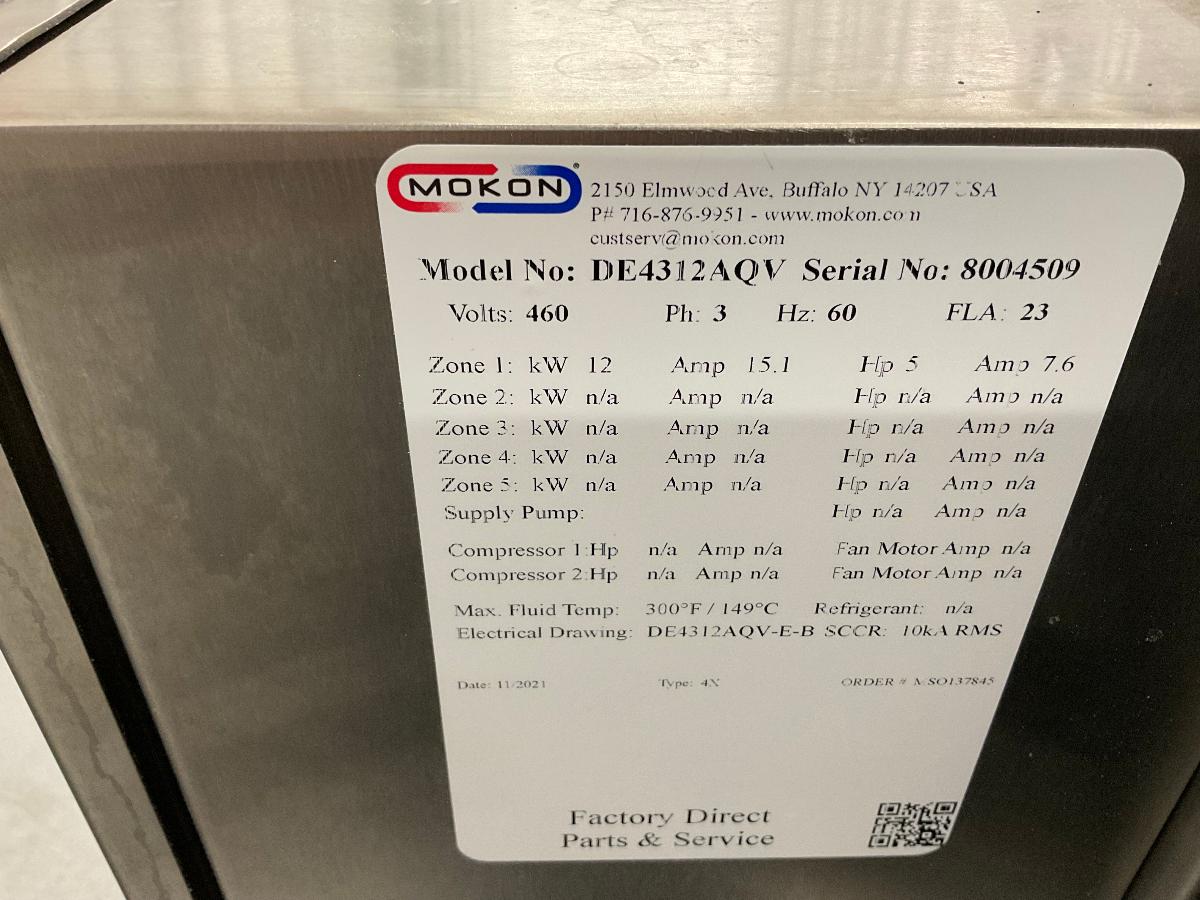 MOKON®
2150 Elmwood Ave, Buffalo NY 14207 USA
P# 716-876-9951 - www.mokon.com
custserv@mokon.com
Model No: DE4312AQV Serial No: 8004509
Volts: 460 Ph: 3 Hz: 60 FLA: 23
Zone 1: kW 12 Amp 15.1 Hp 5 Amp 7.6
Zone 2: kW n/a Amp n/a Hp n/a Amp n/a
Zone 3: kW n/a Amp n/a Hp n/a Amp n/a
Zone 4: kW n/a Amp n/a Hp n/a Amp n/a
Zone 5: kW n/a Amp n/a Hp n/a Amp n/a
Supply Pump: Hp n/a Amp n/a
Compressor 1:Hp n/a Amp n/a Fan Motor Amp n/a
Compressor 2:Hp n/a Amp n/a Fan Motor Amp n/a
Max. Fluid Temp: 300°F / 149°C Refrigerant: n/a
Electrical Drawing: DE4312AQV-E-B SCCR: 10kA RMS
Date: 11/2021 Type: 4X ORDER # MSO137845
Factory Direct
Parts & Service